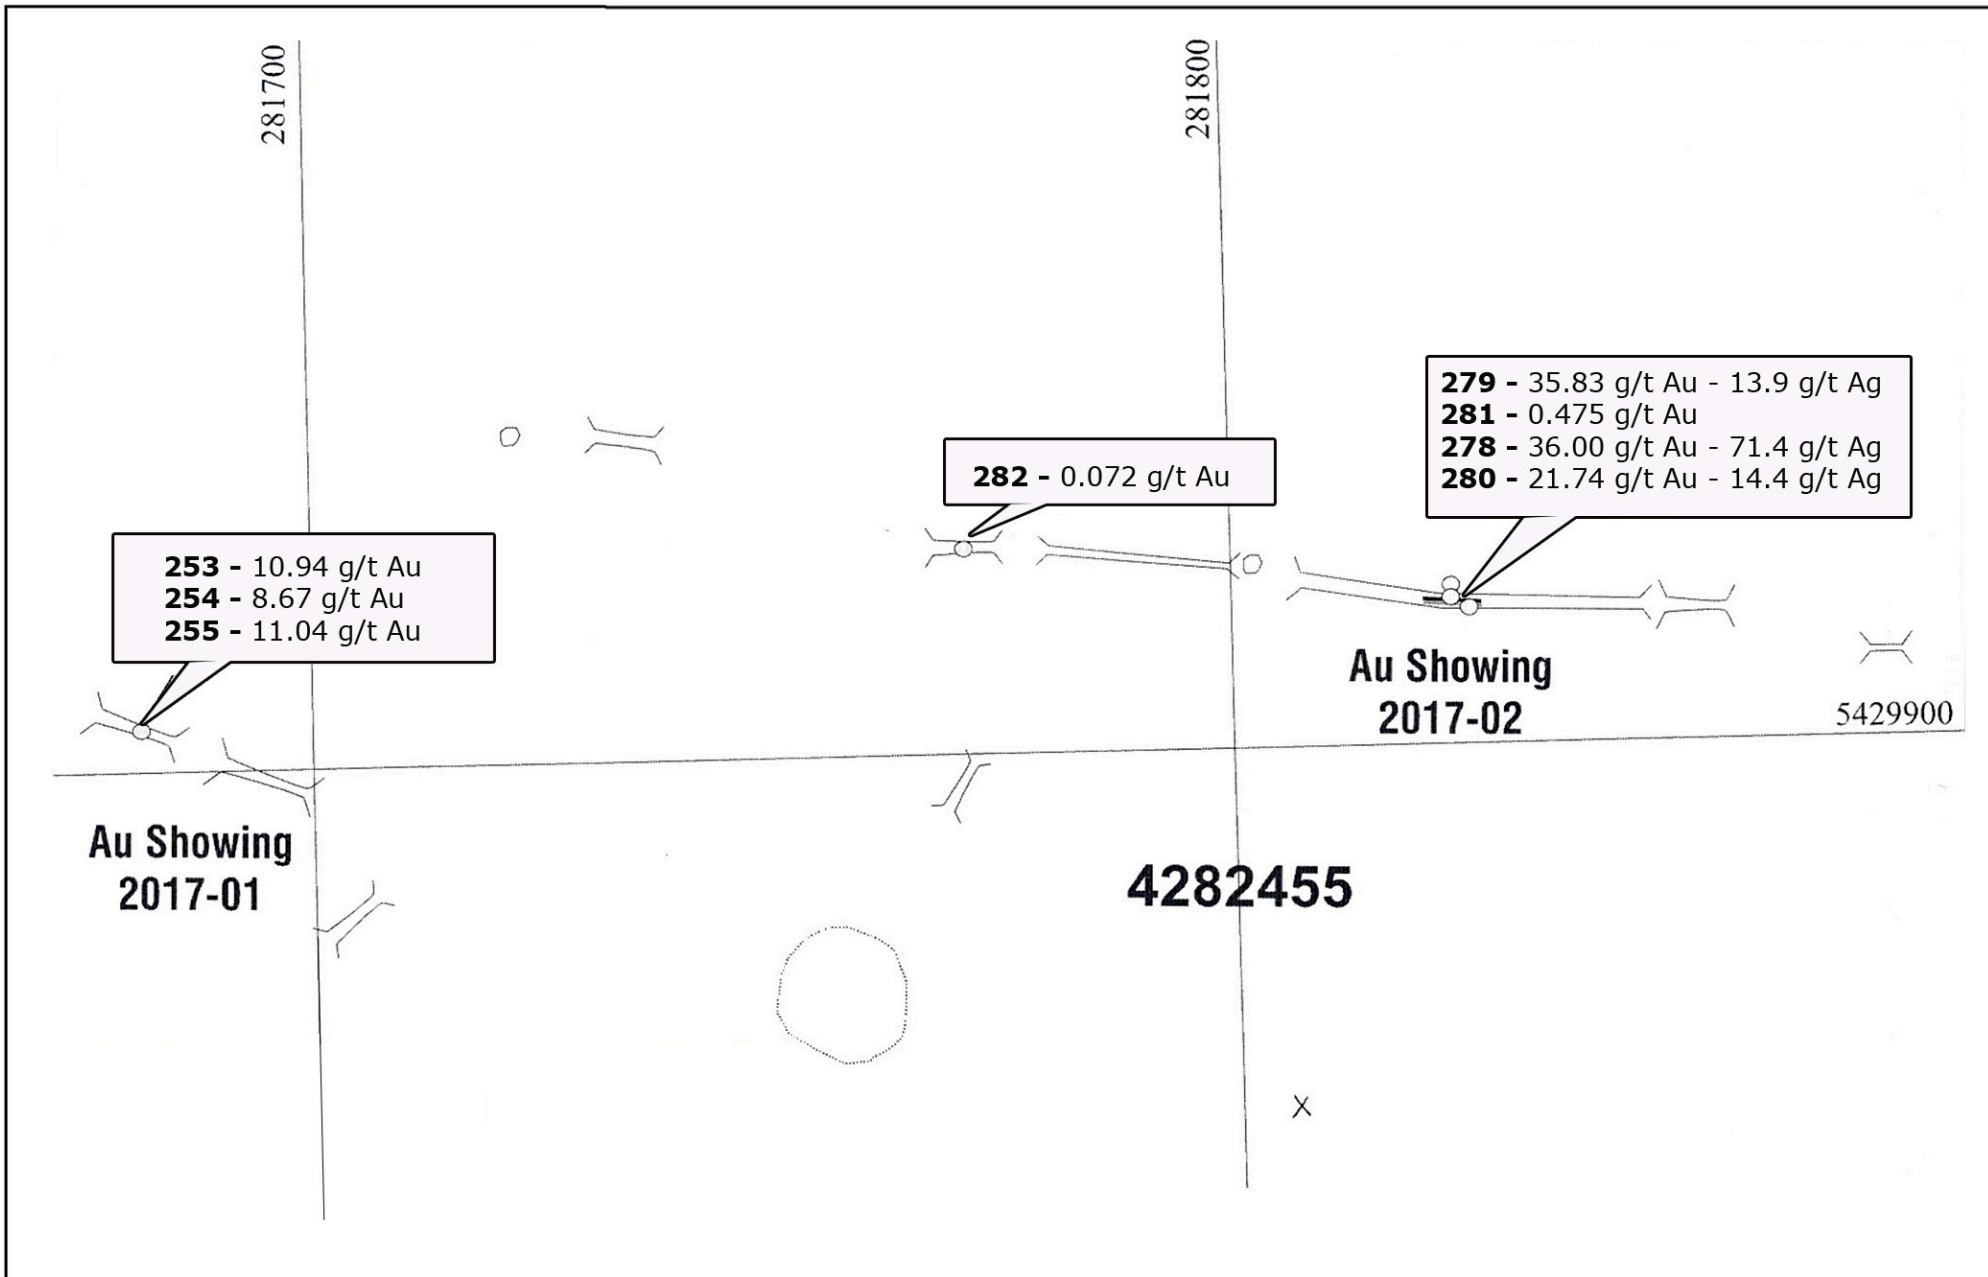 281700
281800
279 - 35.83 g/t Au - 13.9 g/t Ag
281 - 0.475 g/t Au
278 - 36.00 g/t Au - 71.4 g/t Ag
280 - 21.74 g/t Au - 14.4 g/t Ag
282 - 0.072 g/t Au
253 - 10.94 g/t Au
254 - 8.67 g/t Au
255 - 11.04 g/t Au
Au Showing
2017-02
5429900
Au Showing
2017-01
4282455
X